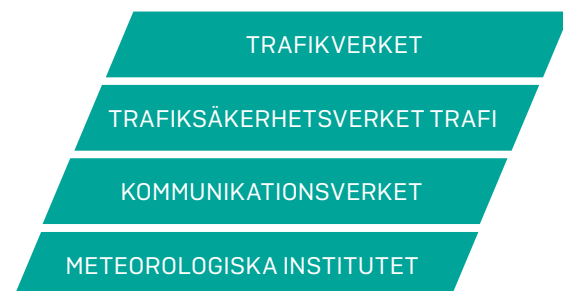 TRAFIKVERKET
TRAFIKSÄKERHETSVERKET TRAFI
KOMMUNIKATIONSVERKET
METEOROLOGISKA INSTITUTET